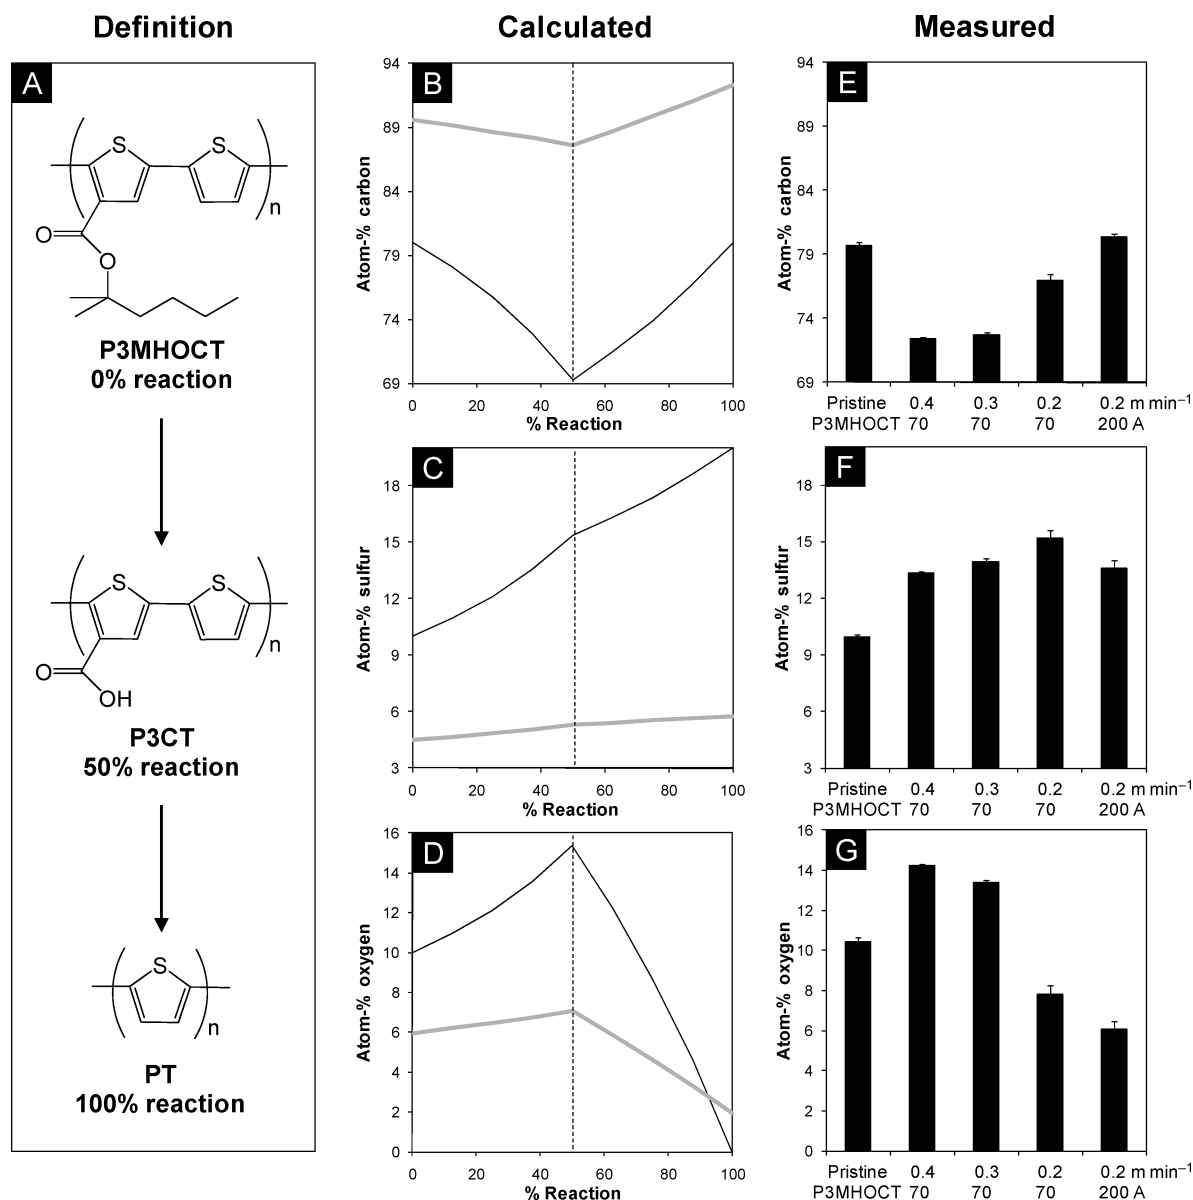 Definition
Calculated
Measured
A
S
S
n
O
O
P3MHOCT
0% reaction
S
S
n
O
OH
P3CT
50% reaction
S
n
PT
100% reaction
B
Atom-% carbon
94
89
84
79
74
69
0 20 40 60 80 100
% Reaction
C
Atom-% sulfur
18
15
12
9
6
3
0 20 40 60 80 100
% Reaction
D
Atom-% oxygen
16
14
12
10
8
6
4
2
0
0 20 40 60 80 100
% Reaction
E
Atom-% carbon
94
89
84
79
74
69
Pristine 0.4 0.3 0.2 0.2 m min⁻¹
P3MHOCT 70 70 70 200 A
F
Atom-% sulfur
18
15
12
9
6
3
Pristine 0.4 0.3 0.2 0.2 m min⁻¹
P3MHOCT 70 70 70 200 A
G
Atom-% oxygen
16
14
12
10
8
6
4
2
0
Pristine 0.4 0.3 0.2 0.2 m min⁻¹
P3MHOCT 70 70 70 200 A